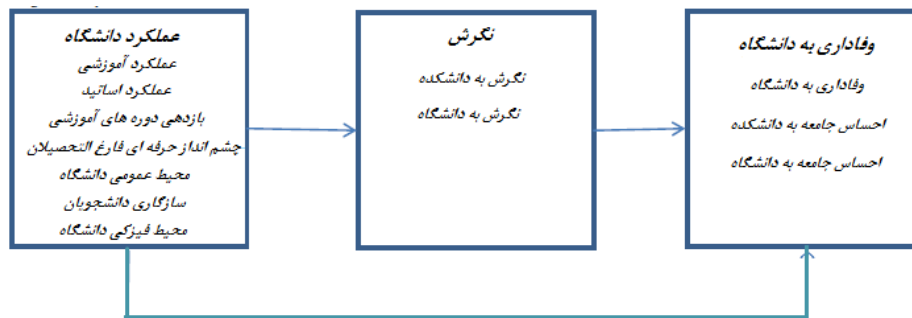 عملکرد دانشگاه
عملکرد آموزشی
عملکرد اساتید
بازدهی دوره های آموزشی
چشم انداز حرفه ای فارغ التحصیلان
محیط عمومی دانشگاه
سازگاری دانشجویان
محیط فیزکی دانشگاه
نگرش
نگرش به دانشکده
نگرش به دانشگاه
وفاداری به دانشگاه
وفاداری به دانشگاه
احساس جامعه به دانشکده
احساس جامعه به دانشگاه